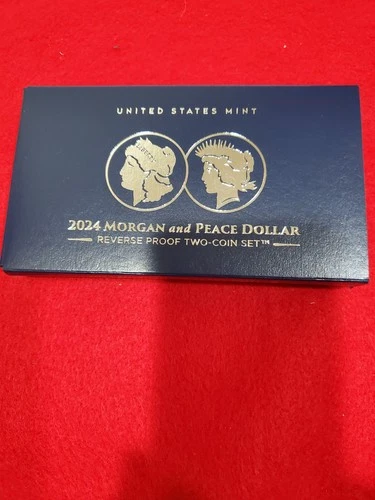 UNITED STATES MINT
2024 MORGAN and PEACE DOLLAR
REVERSE PROOF TWO-COIN SET™